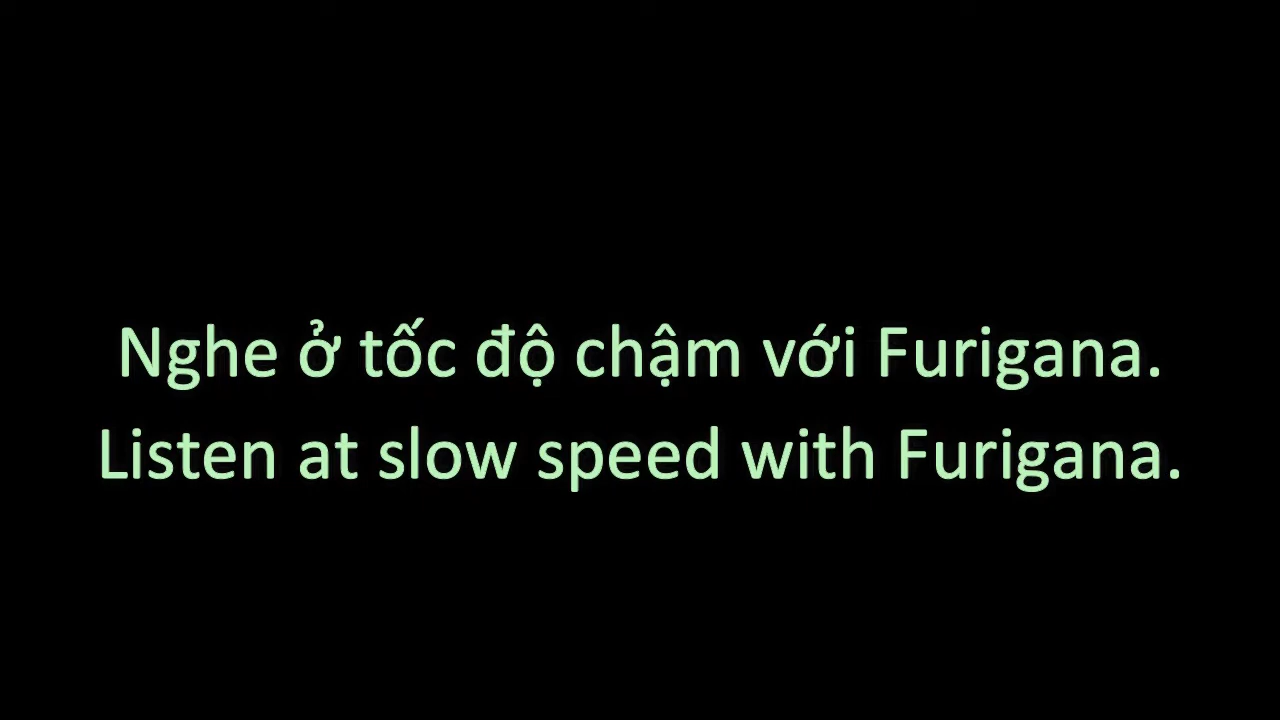 Nghe ở tốc độ chậm với Furigana.
Listen at slow speed with Furigana.